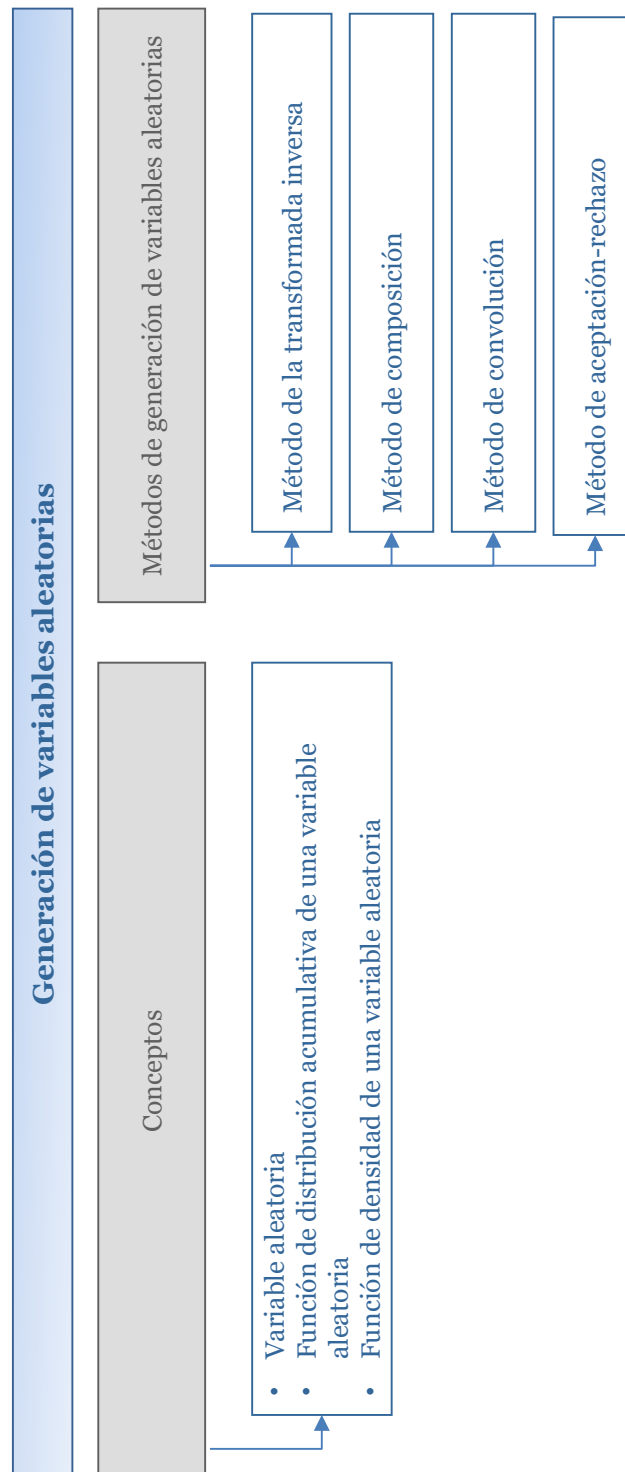 Generación de variables aleatorias
Conceptos
• Variable aleatoria
• Función de distribución acumulativa de una variable
aleatoria
• Función de densidad de una variable aleatoria
Métodos de generación de variables aleatorias
Método de la transformada inversa
Método de composición
Método de convolución
Método de aceptación-rechazo